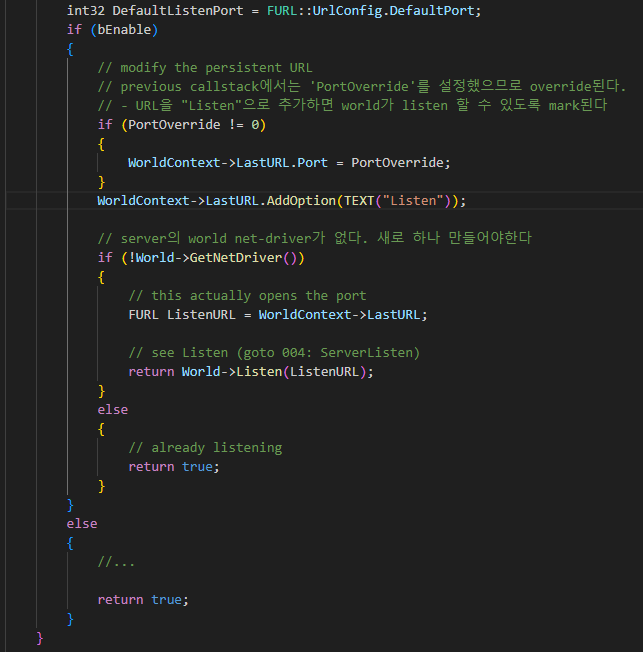 int32 DefaultListenPort = FURL::UrlConfig.DefaultPort;
if (bEnable)
{
// modify the persistent URL
// previous callstack에서는 'PortOverride'를 설정했으므로 override된다.
// - URL을 "Listen"으로 추가하면 world가 listen 할 수 있도록 mark된다
if (PortOverride != 0)
{
WorldContext->LastURL.Port = PortOverride;
}
WorldContext->LastURL.AddOption(TEXT("Listen"));
// server의 world net-driver가 없다. 새로 하나 만들어야한다
if (!World->GetNetDriver())
{
// this actually opens the port
FURL ListenURL = WorldContext->LastURL;
// see Listen (goto 004: ServerListen)
return World->Listen(ListenURL);
}
else
{
// already listening
return true;
}
}
else
{
//...
return true;
}
}